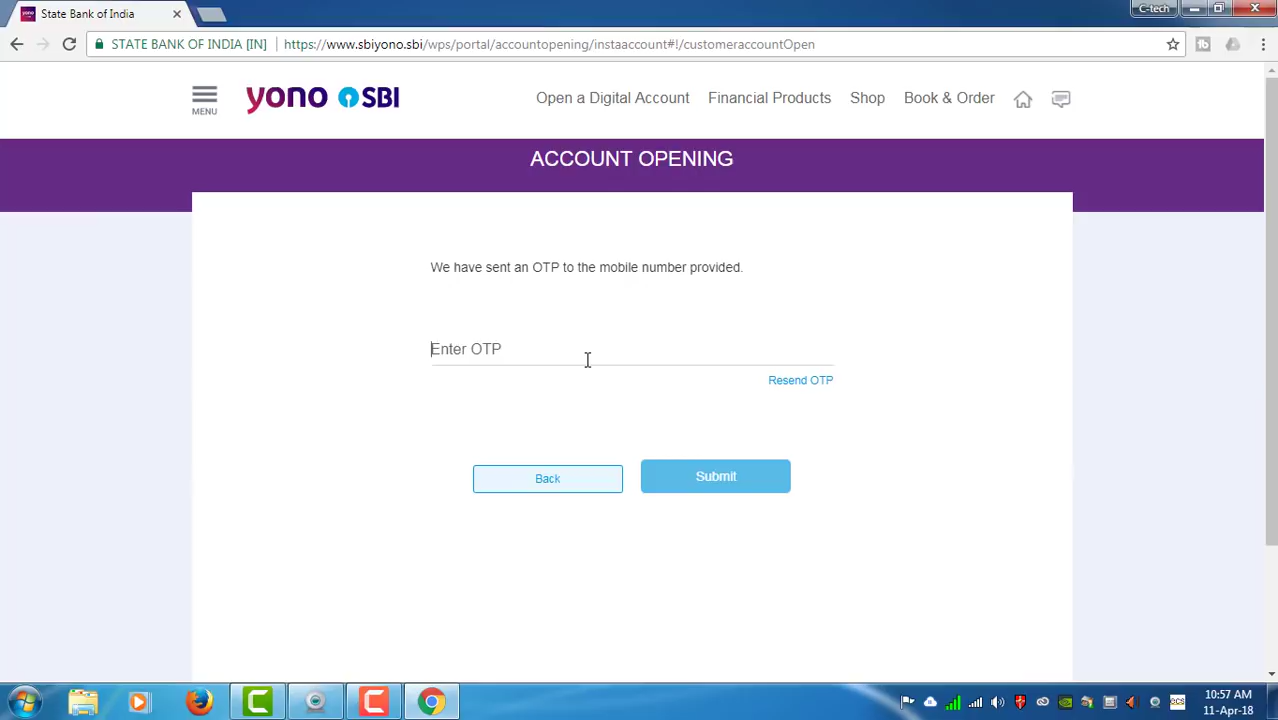 yono State Bank of India
C-tech
STATE BANK OF INDIA [IN] https://www.sbiyono.sbi/wps/portal/accountopening/instaaccount#!/customeraccountOpen
MENU
yono SBI
Open a Digital Account Financial Products Shop Book & Order
ACCOUNT OPENING
We have sent an OTP to the mobile number provided.
Enter OTP
Resend OTP
Back Submit
10:57 AM
11-Apr-18